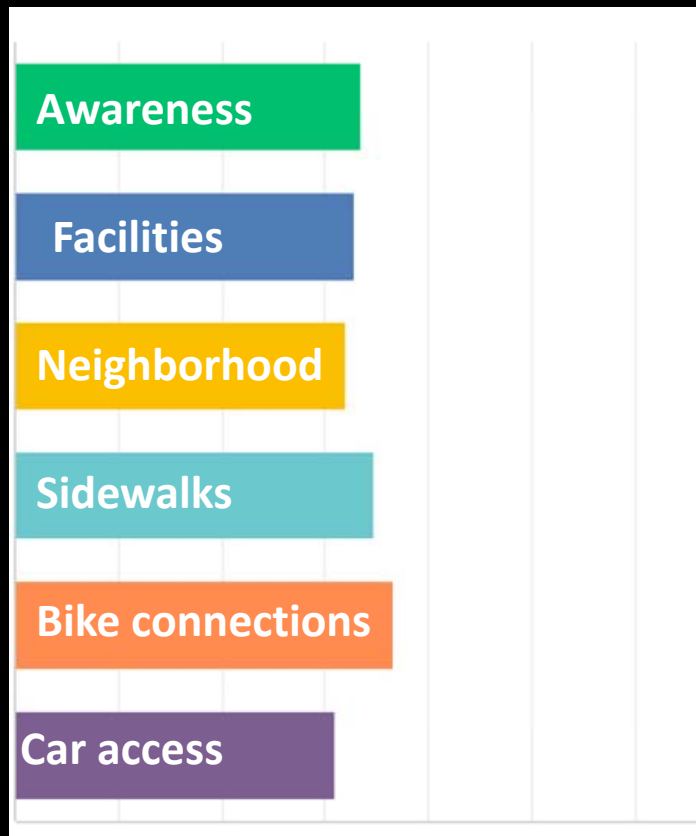 Awareness
Facilities
Neighborhood
Sidewalks
Bike connections
Car access